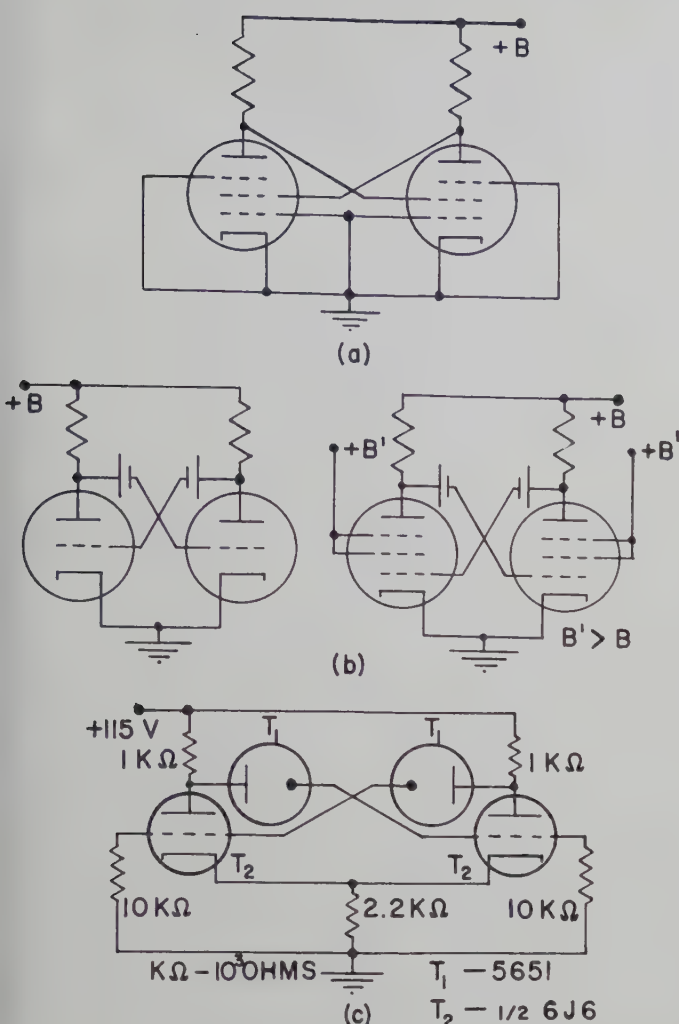 +B
(a)
+B
+B'
+B
+B'
B' > B
(b)
+115 V
T1
T1
1 KΩ
1 KΩ
T2
T2
10 KΩ
2.2 KΩ
10 KΩ
KΩ - 10³ OHMS
T1 - 5651
(c)
T2 - 1/2 6J6